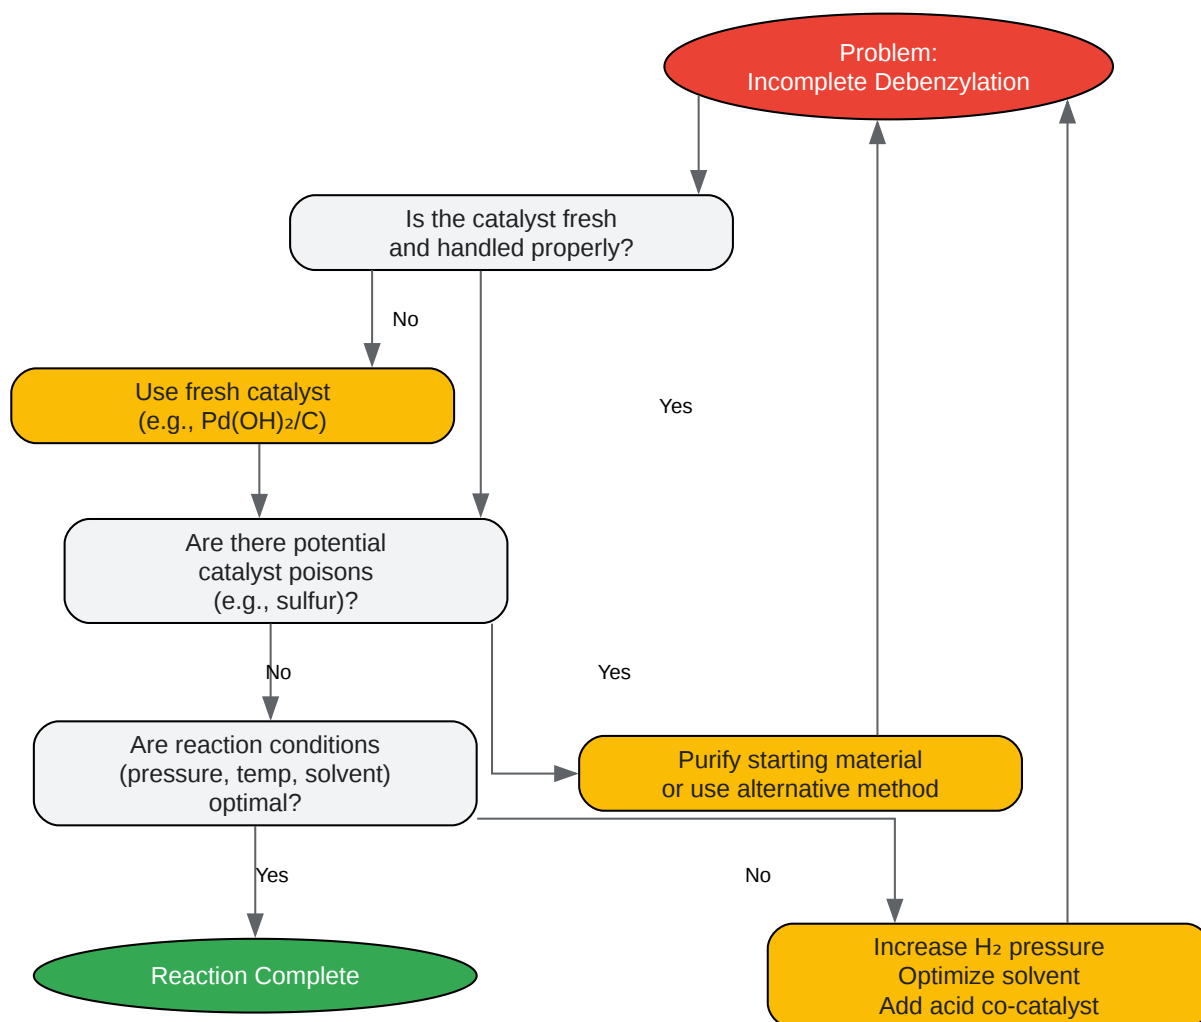 Problem:
Incomplete Debenzylation
Is the catalyst fresh
and handled properly?
No
Use fresh catalyst
(e.g., Pd(OH)₂/C)
Yes
Are there potential
catalyst poisons
(e.g., sulfur)?
No
Yes
Are reaction conditions
(pressure, temp, solvent)
optimal?
Purify starting material
or use alternative method
Yes
No
Reaction Complete
Increase H₂ pressure
Optimize solvent
Add acid co-catalyst